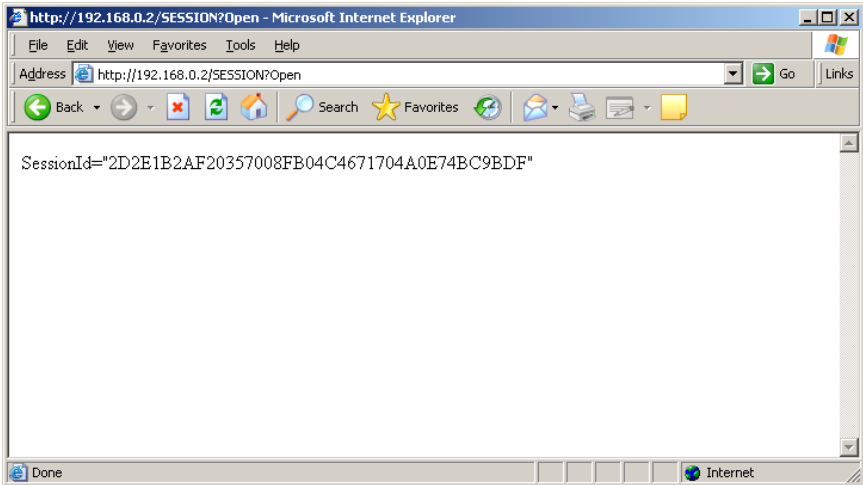 http://192.168.0.2/SESSION?Open - Microsoft Internet Explorer
File Edit View Favorites Tools Help
Address http://192.168.0.2/SESSION?Open Go Links
Back Search Favorites
SessionId="2D2E1B2AF20357008FB04C4671704A0E74BC9BDF"
Done Internet